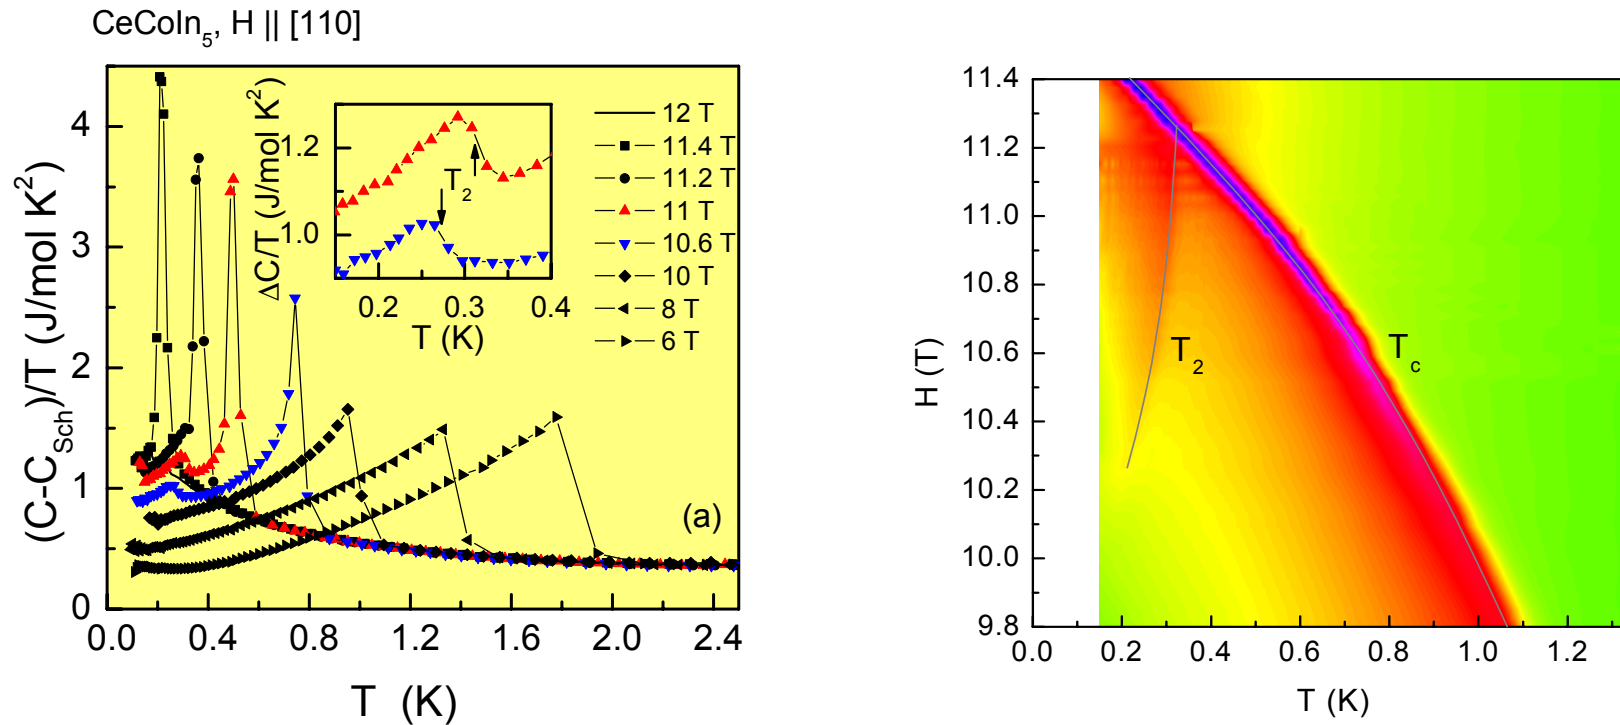 CeCoIn₅, H || [110]
(C-C_Sch)/T (J/mol K²)
4
3
2
1
0
0.0 0.4 0.8 1.2 1.6 2.0 2.4
T (K)
ΔC/T (J/mol K²)
1.2
1.0
T₂
0.2 0.3 0.4
T (K)
12 T
11.4 T
11.2 T
11 T
10.6 T
10 T
8 T
6 T
(a)
H (T)
11.4
11.2
11.0
10.8
10.6
10.4
10.2
10.0
9.8
T₂
T_c
0.0 0.2 0.4 0.6 0.8 1.0 1.2
T (K)